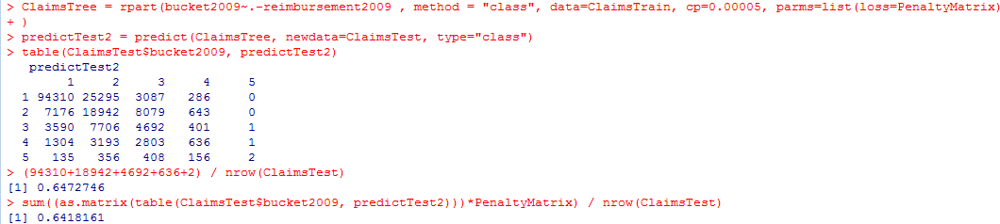 > ClaimsTree = rpart(bucket2009~.-reimbursement2009 , method = "class", data=ClaimsTrain, cp=0.00005, parms=list(loss=PenaltyMatrix)
+ )
> predictTest2 = predict(ClaimsTree, newdata=ClaimsTest, type="class")
> table(ClaimsTest$bucket2009, predictTest2)
   predictTest2
        1     2     3     4     5
  1 94310 25295  3087   286     0
  2  7176 18942  8079   643     0
  3  3590  7706  4692   401     1
  4  1304  3193  2803   636     1
  5   135   356   408   156     2
> (94310+18942+4692+636+2) / nrow(ClaimsTest)
[1] 0.6472746
> sum((as.matrix(table(ClaimsTest$bucket2009, predictTest2)))*PenaltyMatrix) / nrow(ClaimsTest)
[1] 0.6418161